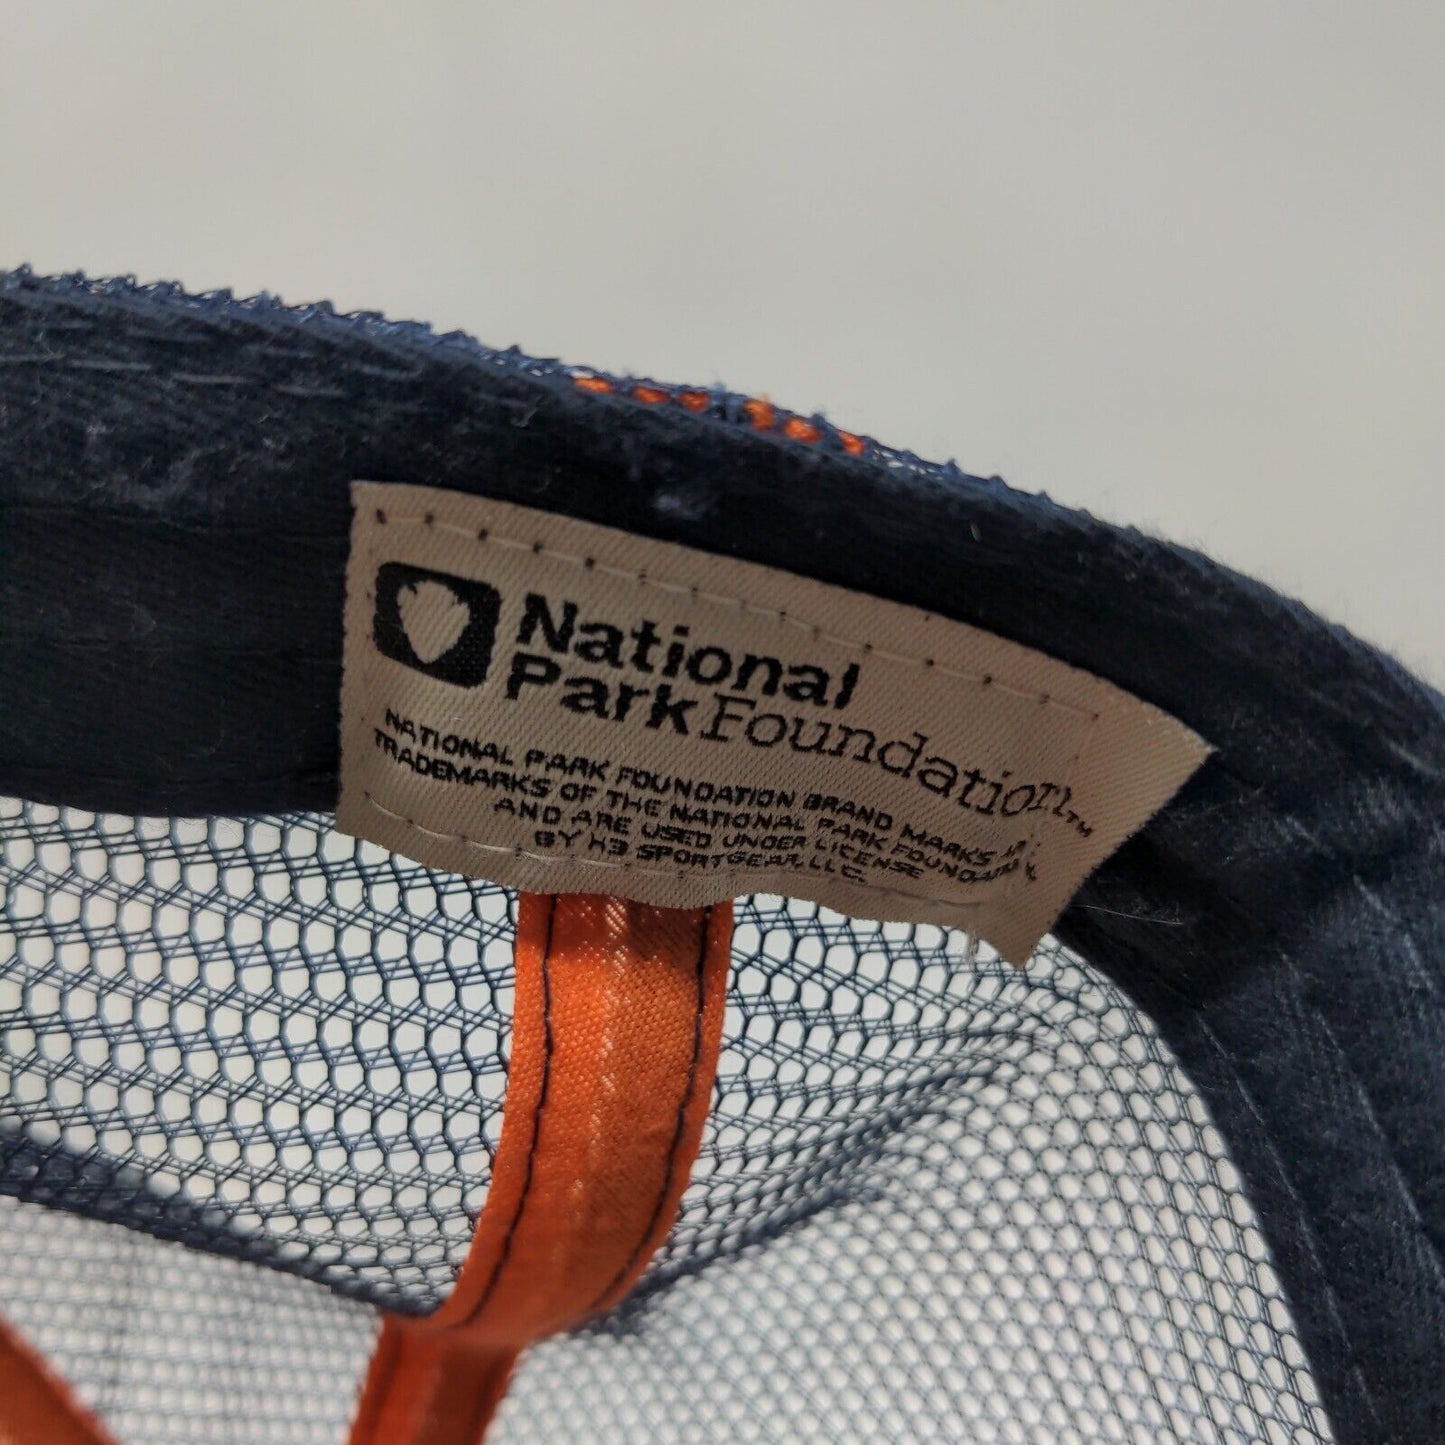 National
ParkFoundation™
NATIONAL PARK FOUNDATION BRAND MARKS
TRADEMARKS OF THE NATIONAL PARK FOUNDATION
AND ARE USED UNDER LICENSE
BY H3 SPORTGEAR, LLC.